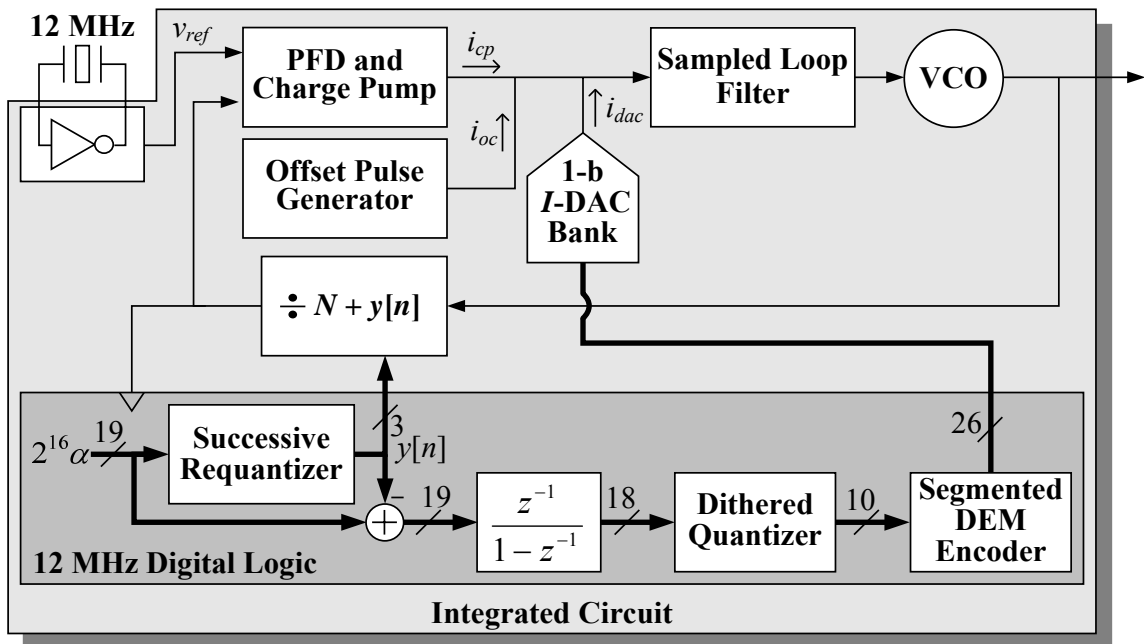 12 MHz
v_ref
PFD and
Charge Pump
i_cp
Sampled Loop
Filter
VCO
i_oc
i_dac
Offset Pulse
Generator
1-b
I-DAC
Bank
÷ N + y[n]
2^16 α
19
Successive
Requantizer
3
y[n]
+
−
19
z^−1
1 − z^−1
18
Dithered
Quantizer
10
Segmented
DEM
Encoder
26
12 MHz Digital Logic
Integrated Circuit